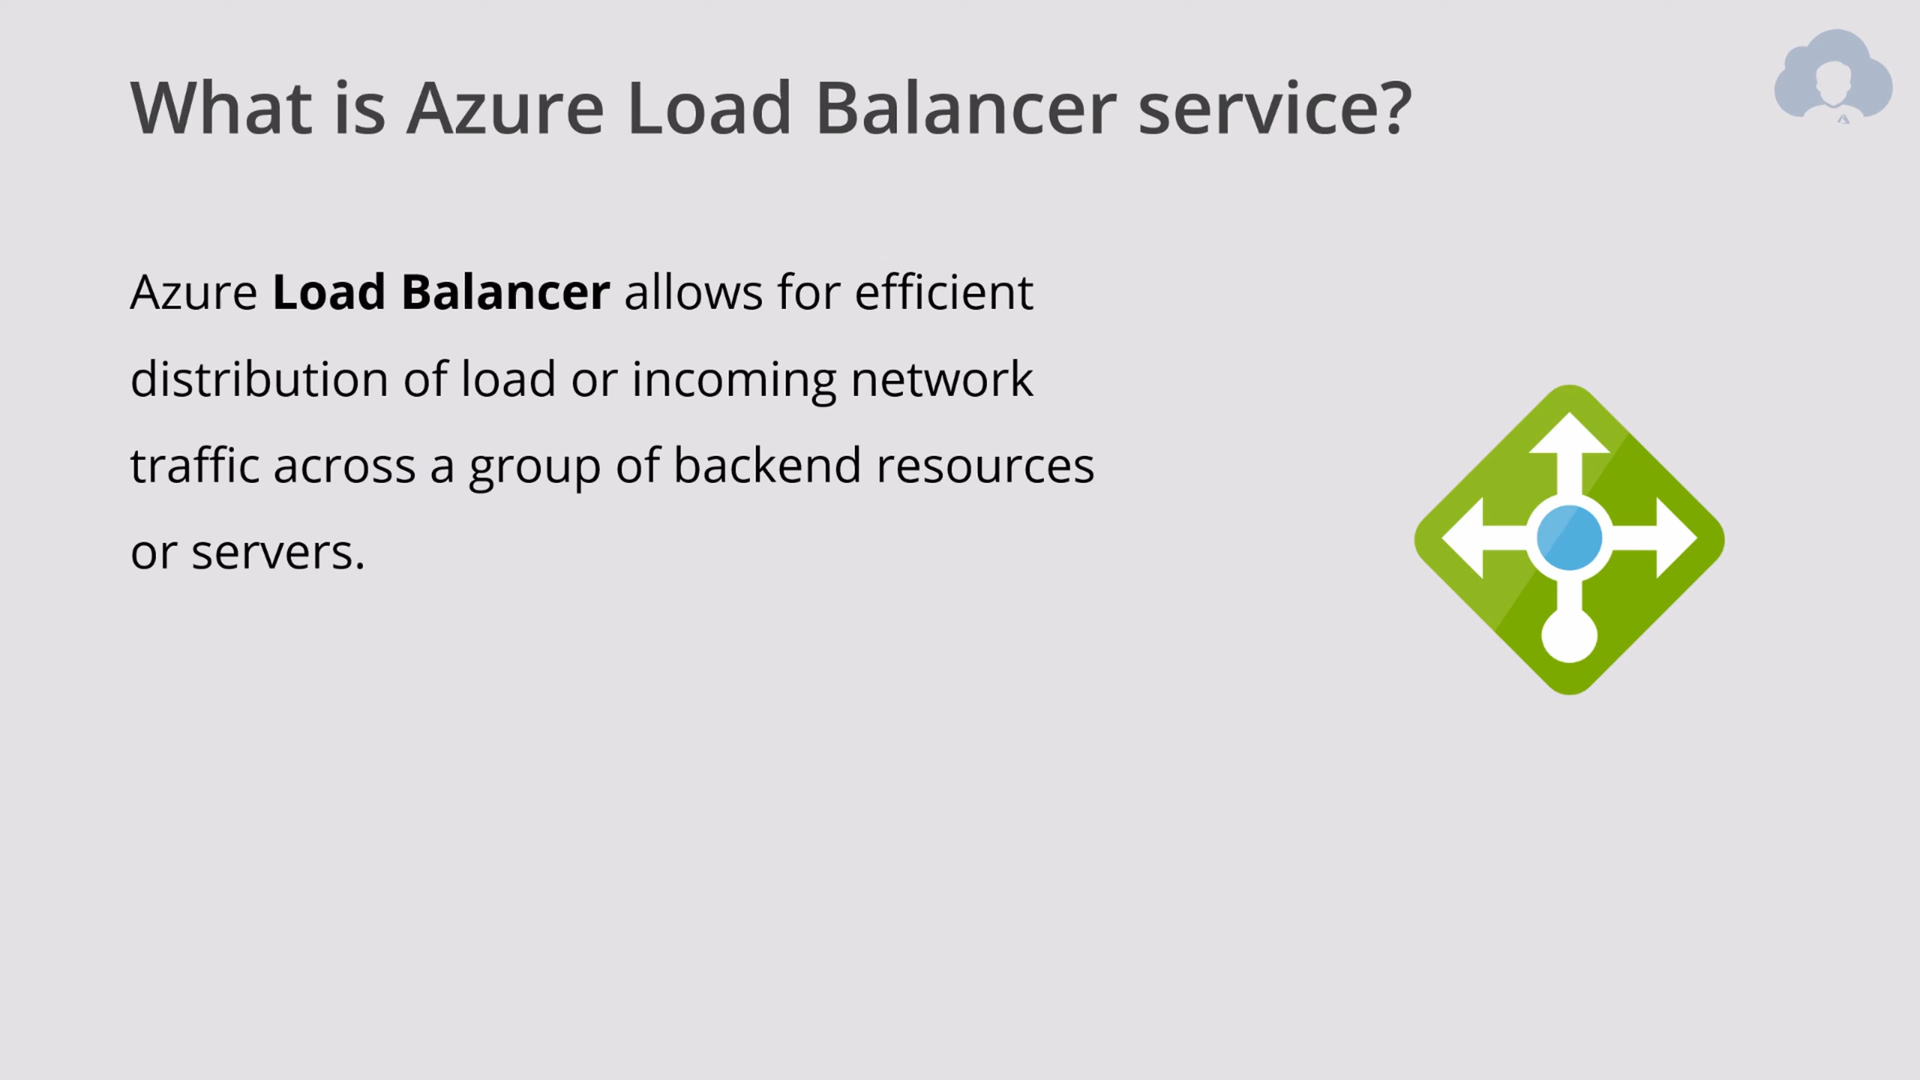 What is Azure Load Balancer service?
Azure Load Balancer allows for efficient
distribution of load or incoming network
traffic across a group of backend resources
or servers.